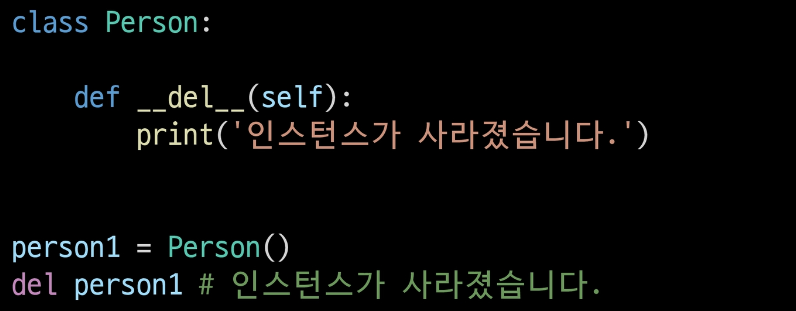 class Person:
    def __del__(self):
        print('인스턴스가 사라졌습니다.')
person1 = Person()
del person1 # 인스턴스가 사라졌습니다.